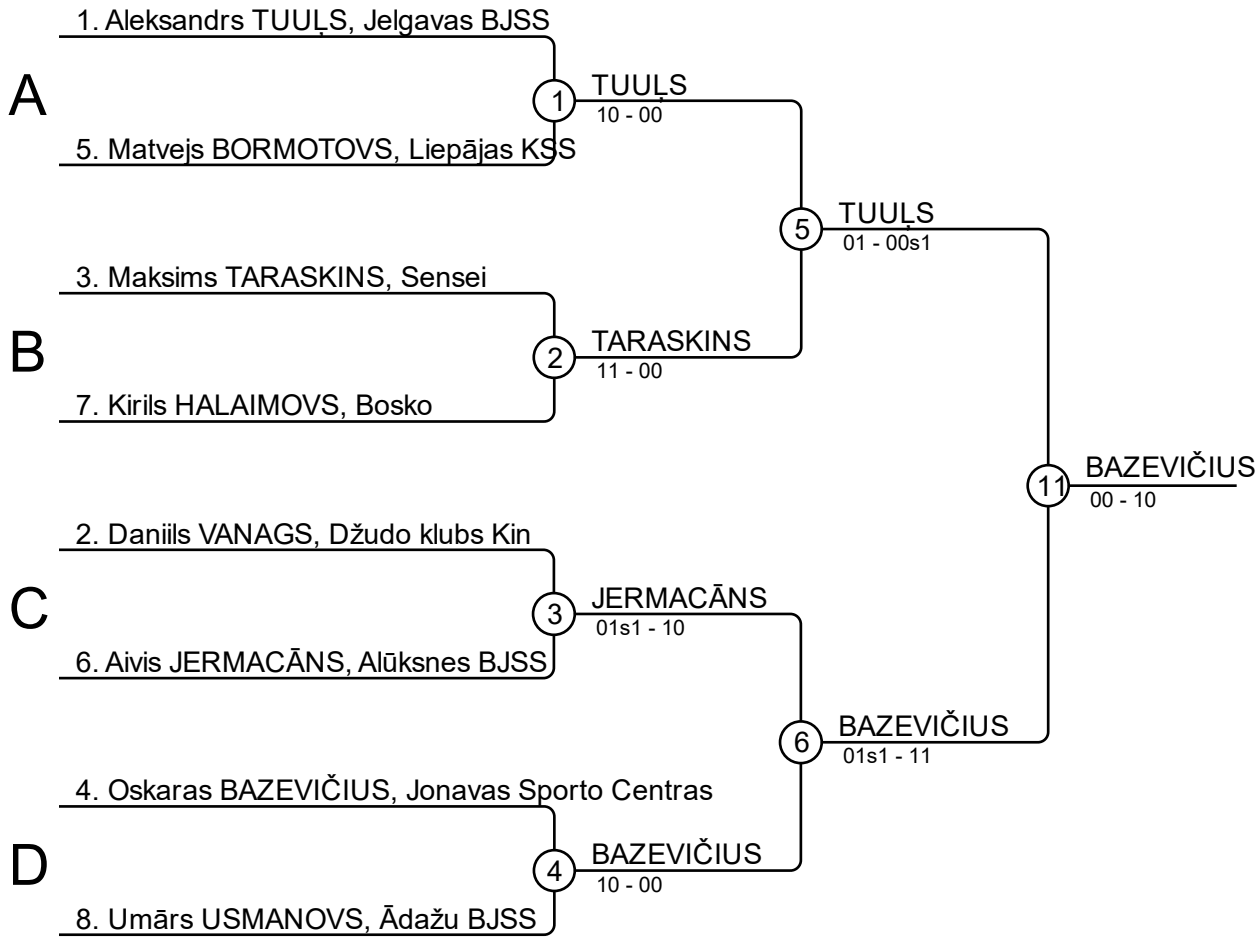 1. Aleksandrs TUUĻS, Jelgavas BJSS
A
1
TUUĻS
10 - 00
5. Matvejs BORMOTOVS, Liepājas KSS
5
TUUĻS
01 - 00s1
3. Maksims TARASKINS, Sensei
B
2
TARASKINS
11 - 00
7. Kirils HALAIMOVS, Bosko
11
BAZEVIČIUS
00 - 10
2. Daniils VANAGS, Džudo klubs Kin
C
3
JERMACĀNS
01s1 - 10
6. Aivis JERMACĀNS, Alūksnes BJSS
6
BAZEVIČIUS
01s1 - 11
4. Oskaras BAZEVIČIUS, Jonavas Sporto Centras
D
4
BAZEVIČIUS
10 - 00
8. Umārs USMANOVS, Ādažu BJSS